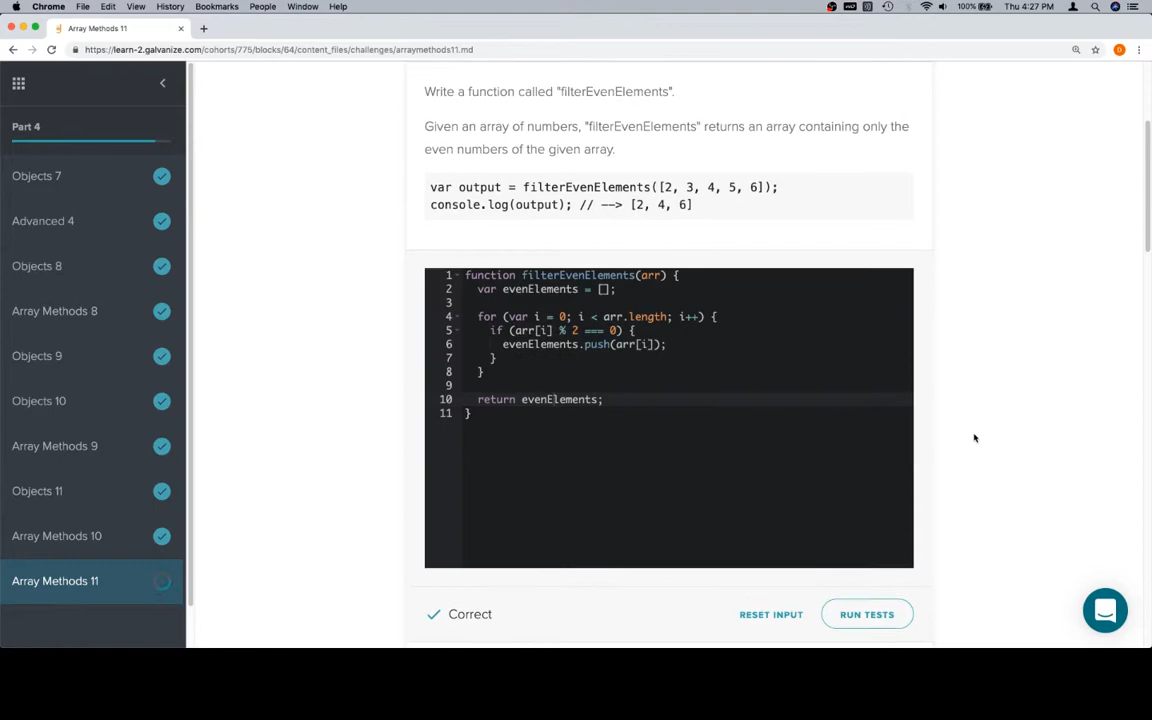 Chrome File Edit View History Bookmarks People Window Help
100% Thu 4:27 PM
Array Methods 11
https://learn-2.galvanize.com/cohorts/775/blocks/64/content_files/challenges/arraymethods11.md
Part 4
Objects 7
Advanced 4
Objects 8
Array Methods 8
Objects 9
Objects 10
Array Methods 9
Objects 11
Array Methods 10
Array Methods 11
Write a function called "filterEvenElements".
Given an array of numbers, "filterEvenElements" returns an array containing only the
even numbers of the given array.
var output = filterEvenElements([2, 3, 4, 5, 6]);
console.log(output); // --> [2, 4, 6]
1 function filterEvenElements(arr) {
2 var evenElements = [];
3
4 for (var i = 0; i < arr.length; i++) {
5 if (arr[i] % 2 === 0) {
6 evenElements.push(arr[i]);
7 }
8 }
9
10 return evenElements;
11 }
Correct
RESET INPUT
RUN TESTS